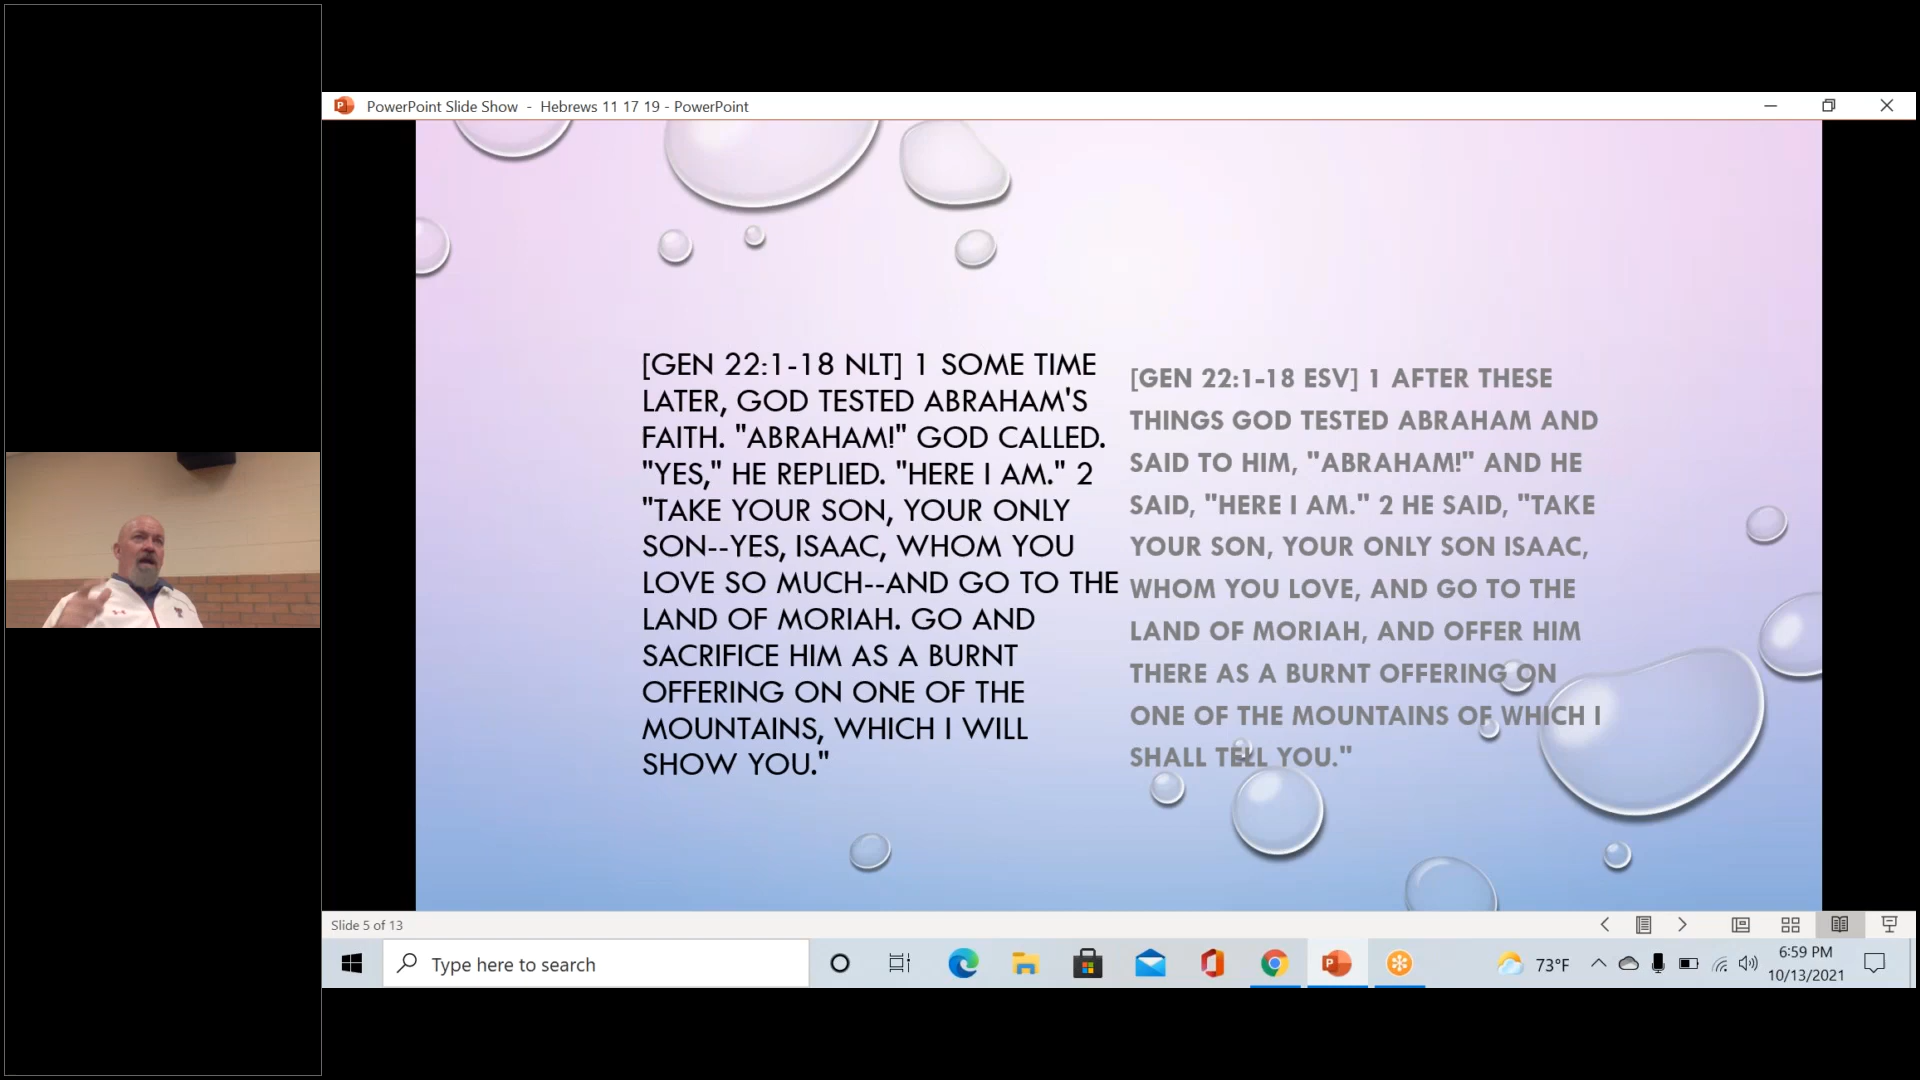 PowerPoint Slide Show - Hebrews 11 17 19 - PowerPoint
[GEN 22:1-18 NLT] 1 SOME TIME
LATER, GOD TESTED ABRAHAM'S
FAITH. "ABRAHAM!" GOD CALLED.
"YES," HE REPLIED. "HERE I AM." 2
"TAKE YOUR SON, YOUR ONLY
SON--YES, ISAAC, WHOM YOU
LOVE SO MUCH--AND GO TO THE
LAND OF MORIAH. GO AND
SACRIFICE HIM AS A BURNT
OFFERING ON ONE OF THE
MOUNTAINS, WHICH I WILL
SHOW YOU."
[GEN 22:1-18 ESV] 1 AFTER THESE
THINGS GOD TESTED ABRAHAM AND
SAID TO HIM, "ABRAHAM!" AND HE
SAID, "HERE I AM." 2 HE SAID, "TAKE
YOUR SON, YOUR ONLY SON ISAAC,
WHOM YOU LOVE, AND GO TO THE
LAND OF MORIAH, AND OFFER HIM
THERE AS A BURNT OFFERING ON
ONE OF THE MOUNTAINS OF WHICH I
SHALL TELL YOU."
Slide 5 of 13
Type here to search
73°F
6:59 PM
10/13/2021